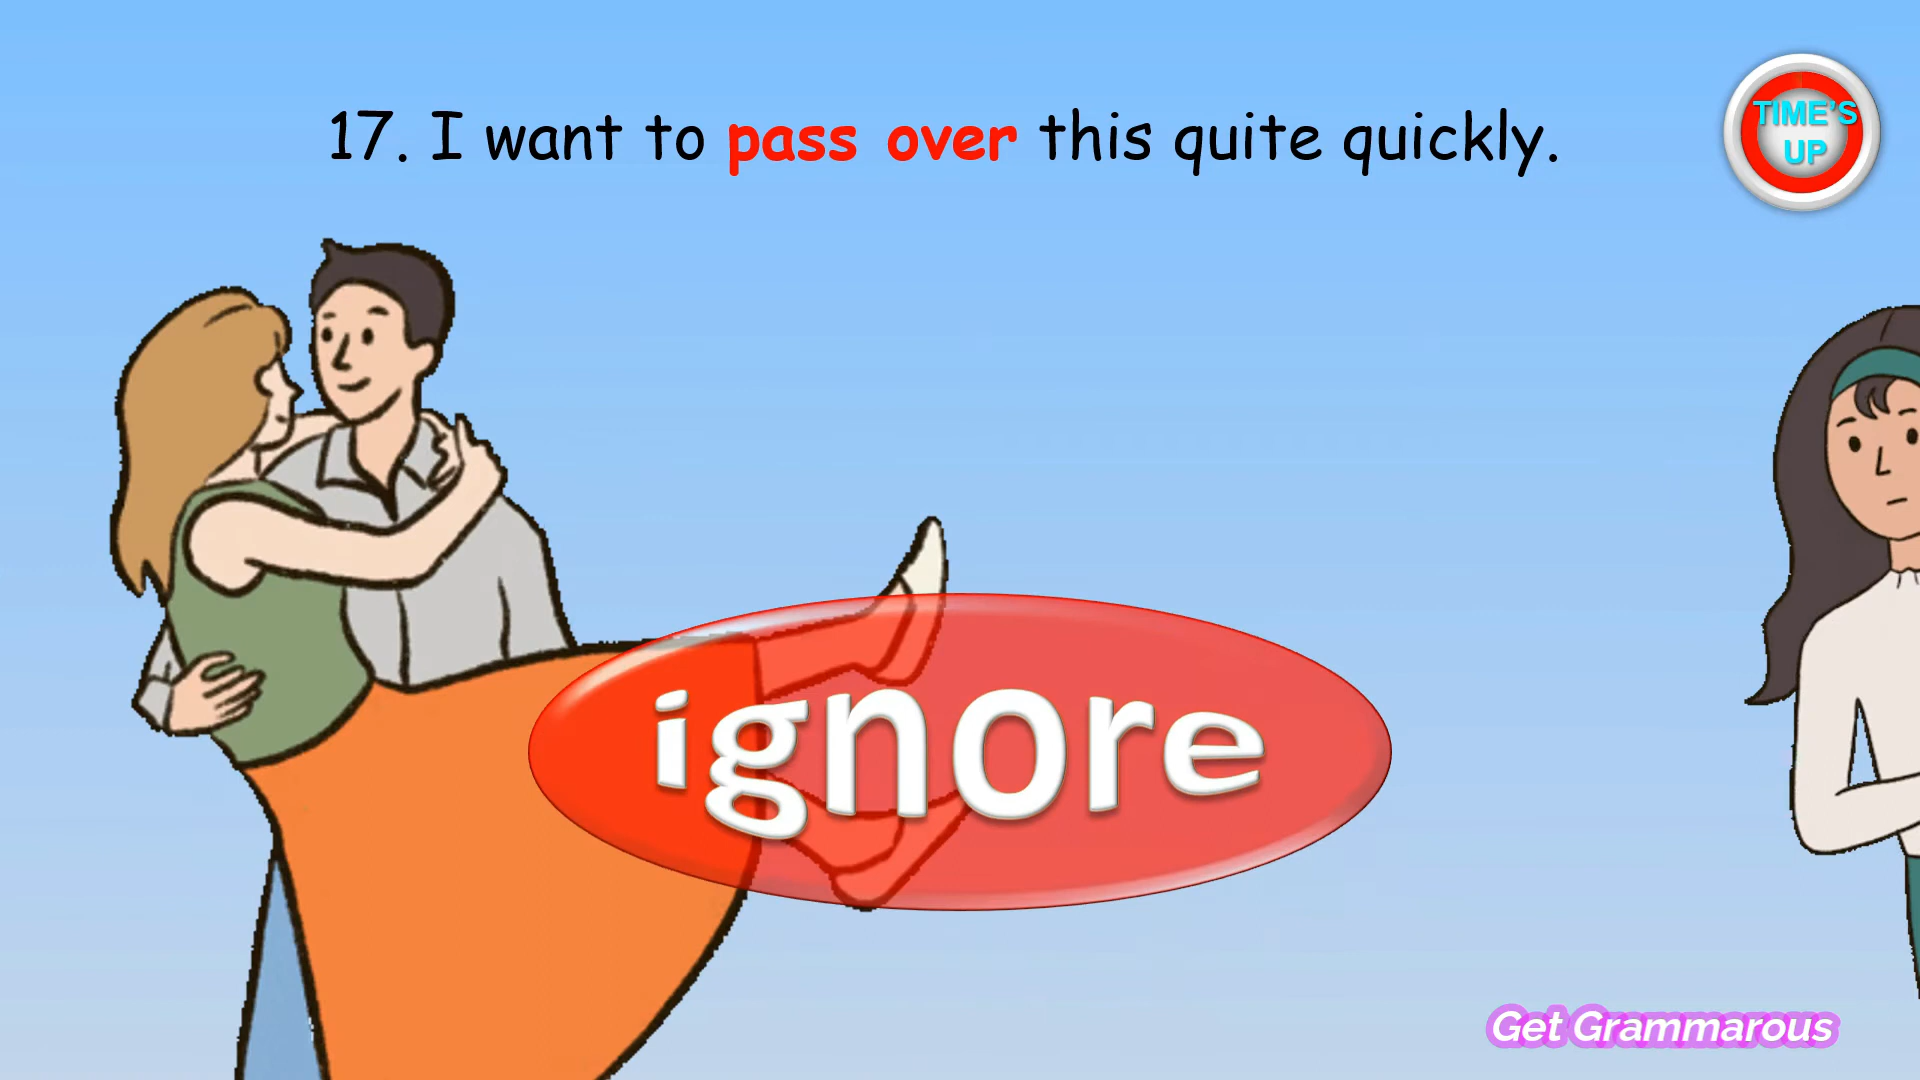 17. I want to pass over this quite quickly.
TIME'S
UP
ignore
Get Grammarous